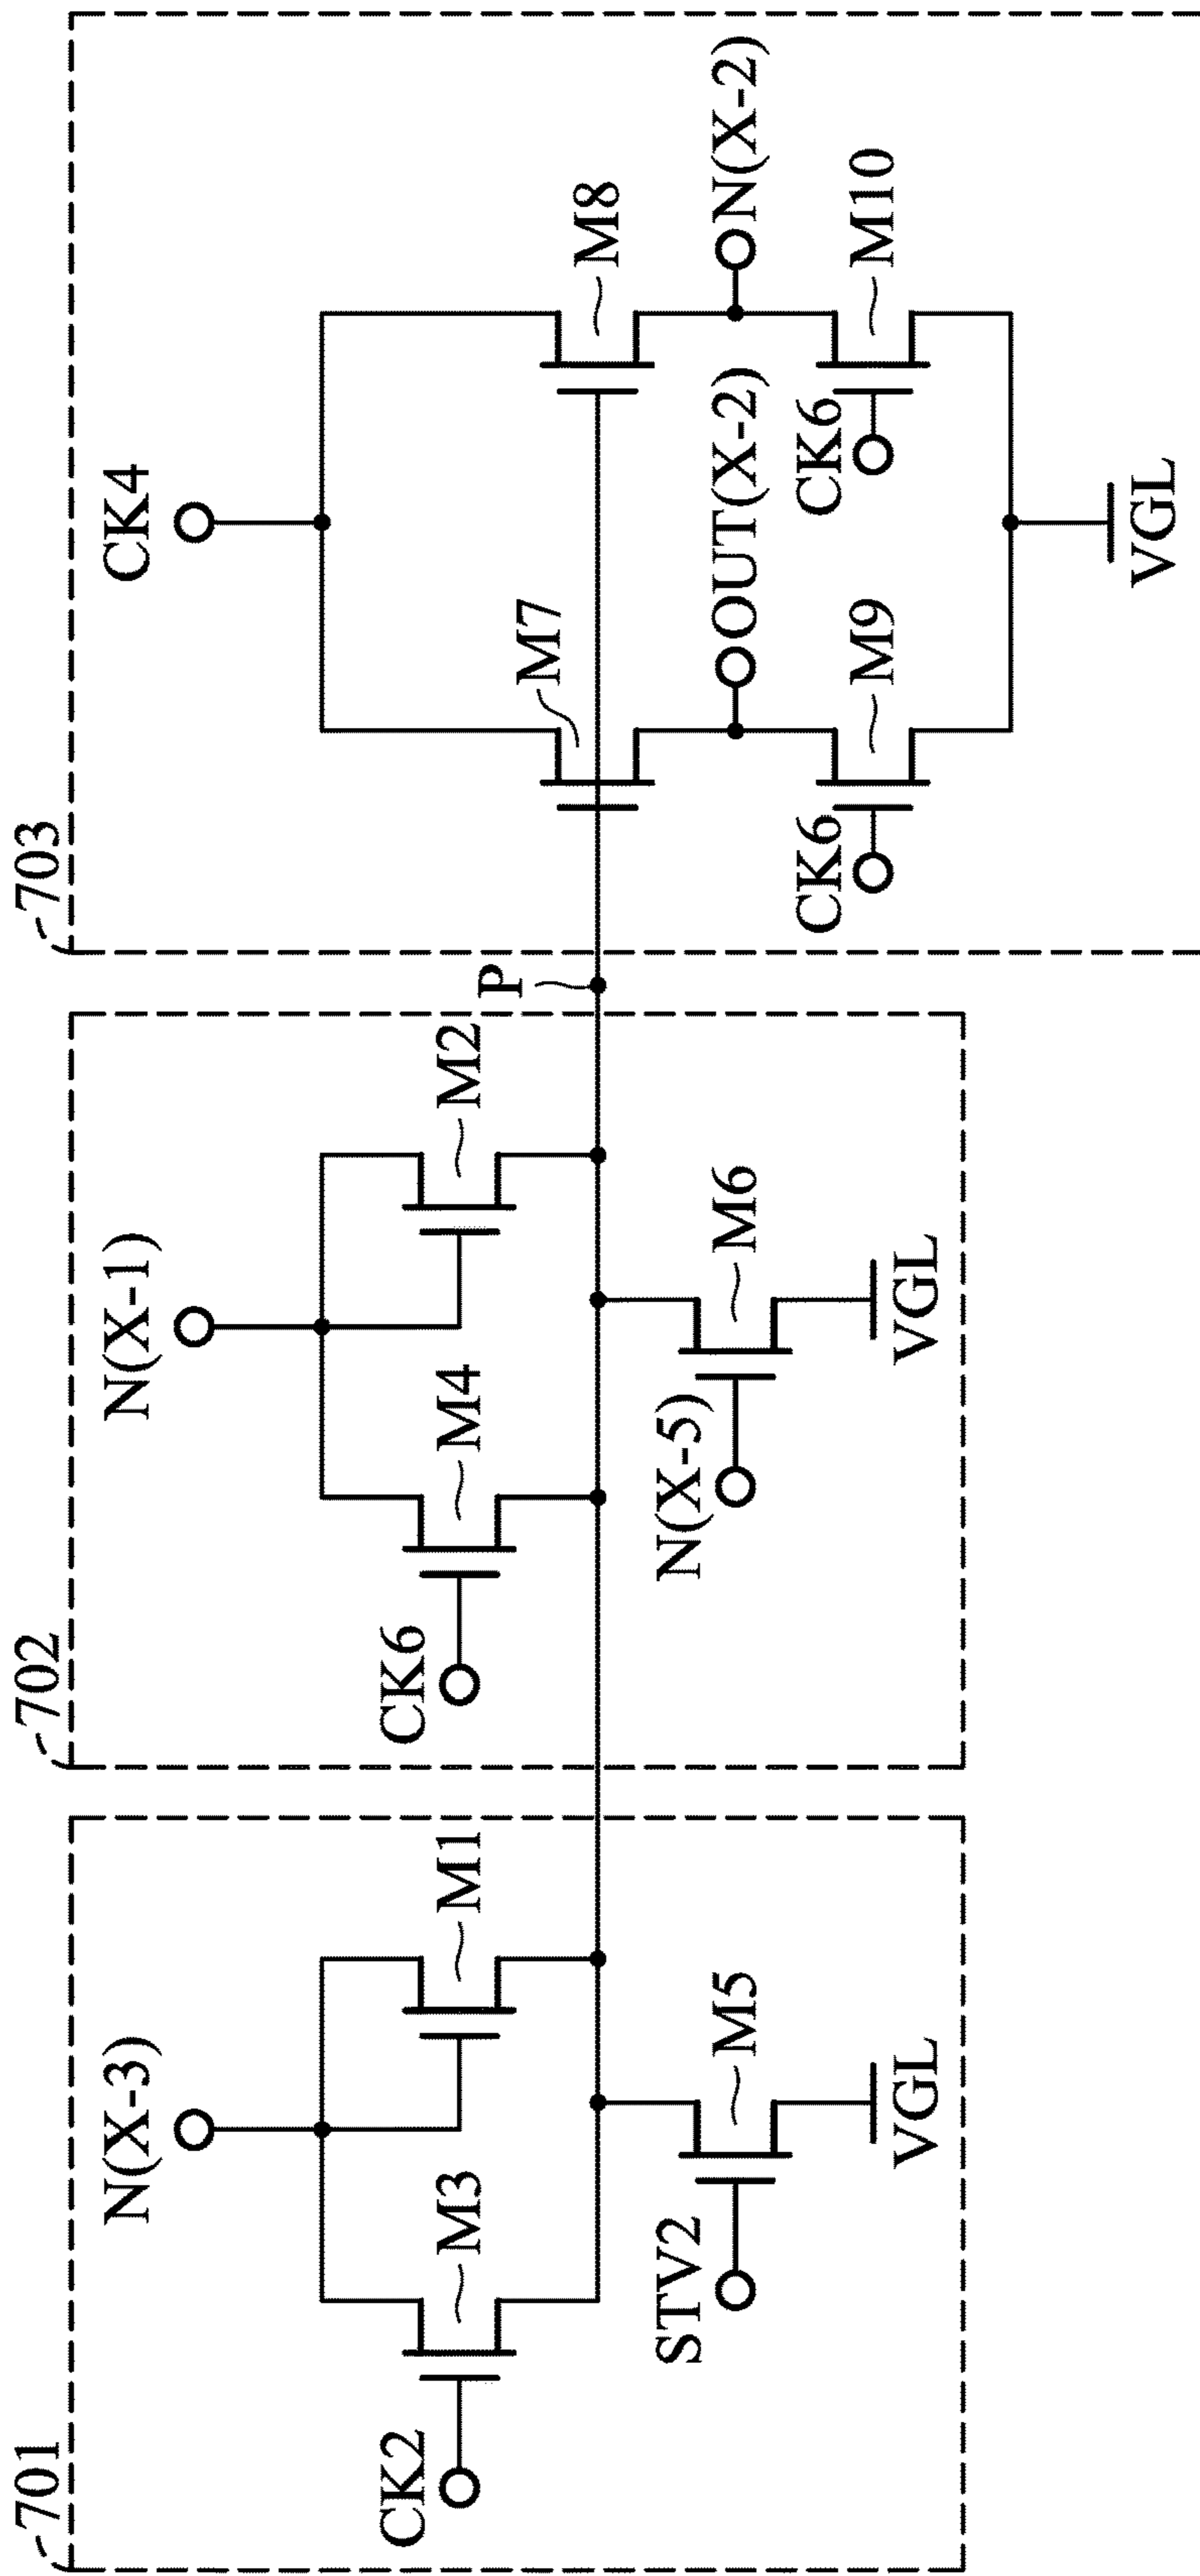 701
N(X-3)
CK2
M3
M1
STV2
M5
VGL
702
N(X-1)
CK6
M4
M2
N(X-5)
M6
VGL
P
703
CK4
M7
M8
OUT(X-2)
N(X-2)
CK6
M9
CK6
M10
VGL